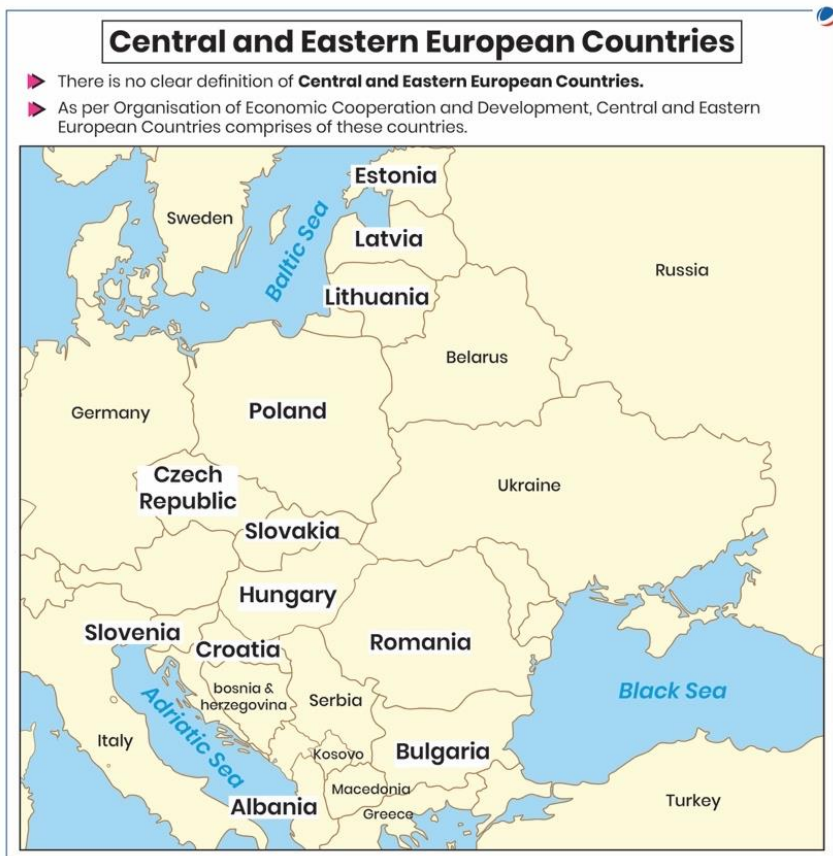 Central and Eastern European Countries
There is no clear definition of Central and Eastern European Countries.
As per Organisation of Economic Cooperation and Development, Central and Eastern
European Countries comprises of these countries.
Estonia
Sweden
Baltic Sea
Latvia
Russia
Lithuania
Belarus
Germany
Poland
Czech
Republic
Ukraine
Slovakia
Hungary
Slovenia
Croatia
Romania
bosnia &
herzegovina
Serbia
Black Sea
Adriatic Sea
Italy
Kosovo
Bulgaria
Macedonia
Albania
Greece
Turkey